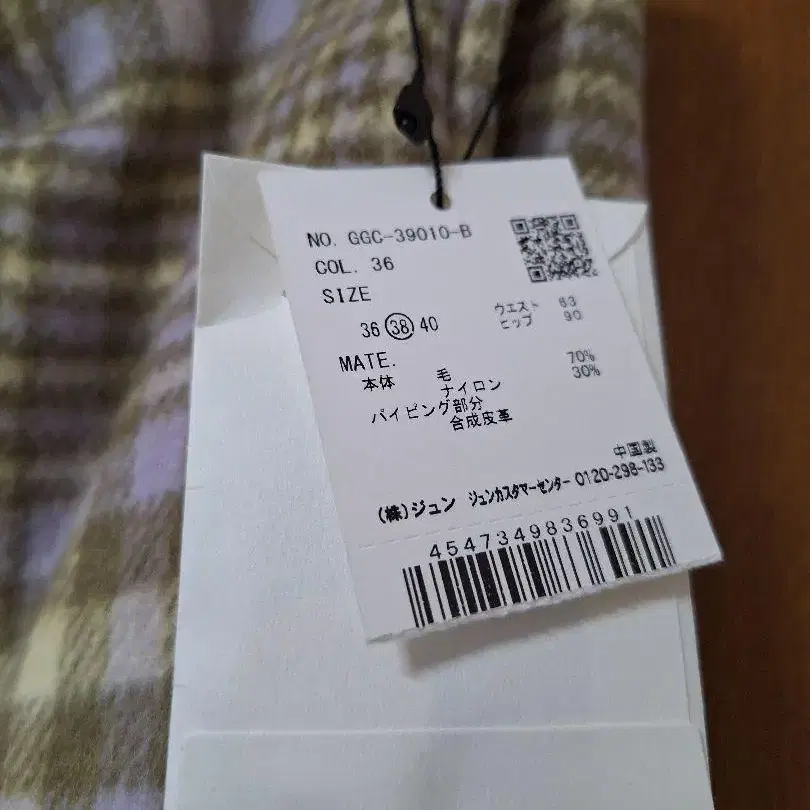 NO. GGC-39010-B
COL. 36
SIZE
36 38 40
ウエスト 63
ヒップ 90
MATE.
本体 毛 70%
ナイロン 30%
パイピング部分
合成皮革
中国製
(株)ジュン ジュンカスタマーセンター 0120-298-133
4547349836991